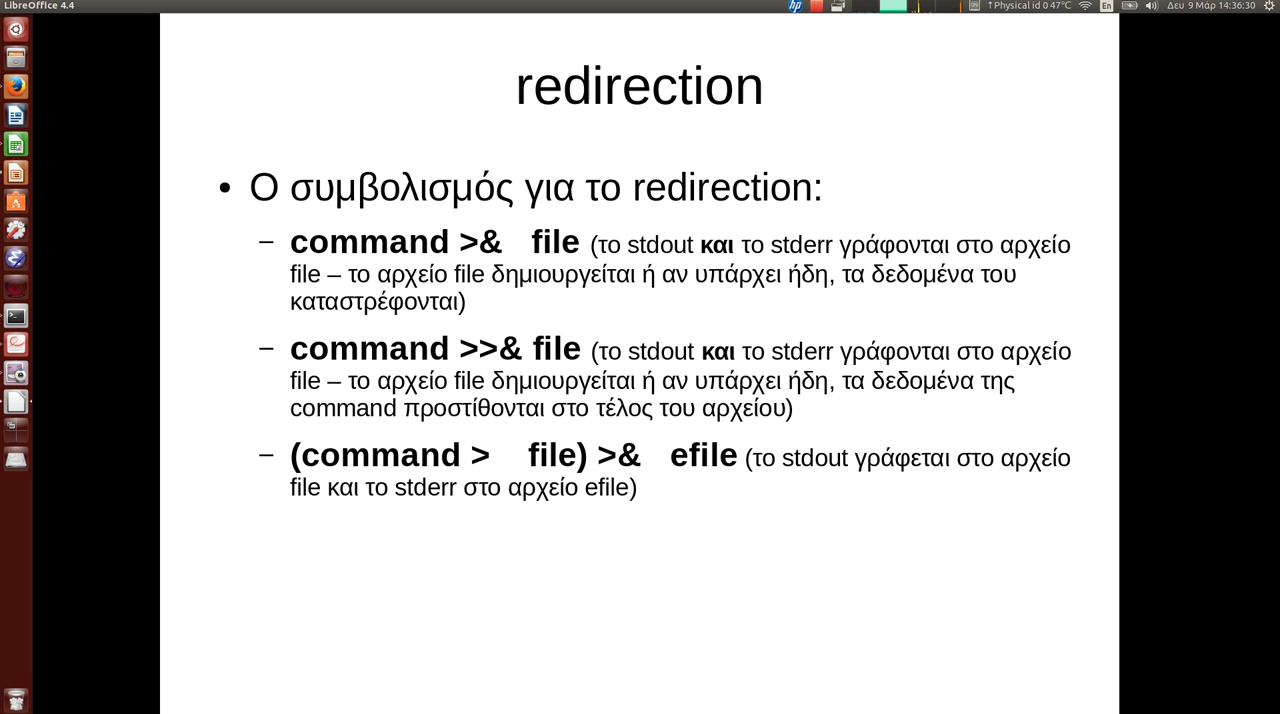 LibreOffice 4.4
↑Physical id 0 47°C En Δευ 9 Μάρ 14:36:30
redirection
• Ο συμβολισμός για το redirection:
– command >& file (το stdout και το stderr γράφονται στο αρχείο
file – το αρχείο file δημιουργείται ή αν υπάρχει ήδη, τα δεδομένα του
καταστρέφονται)
– command >>& file (το stdout και το stderr γράφονται στο αρχείο
file – το αρχείο file δημιουργείται ή αν υπάρχει ήδη, τα δεδομένα της
command προστίθονται στο τέλος του αρχείου)
– (command > file) >& efile (το stdout γράφεται στο αρχείο
file και το stderr στο αρχείο efile)